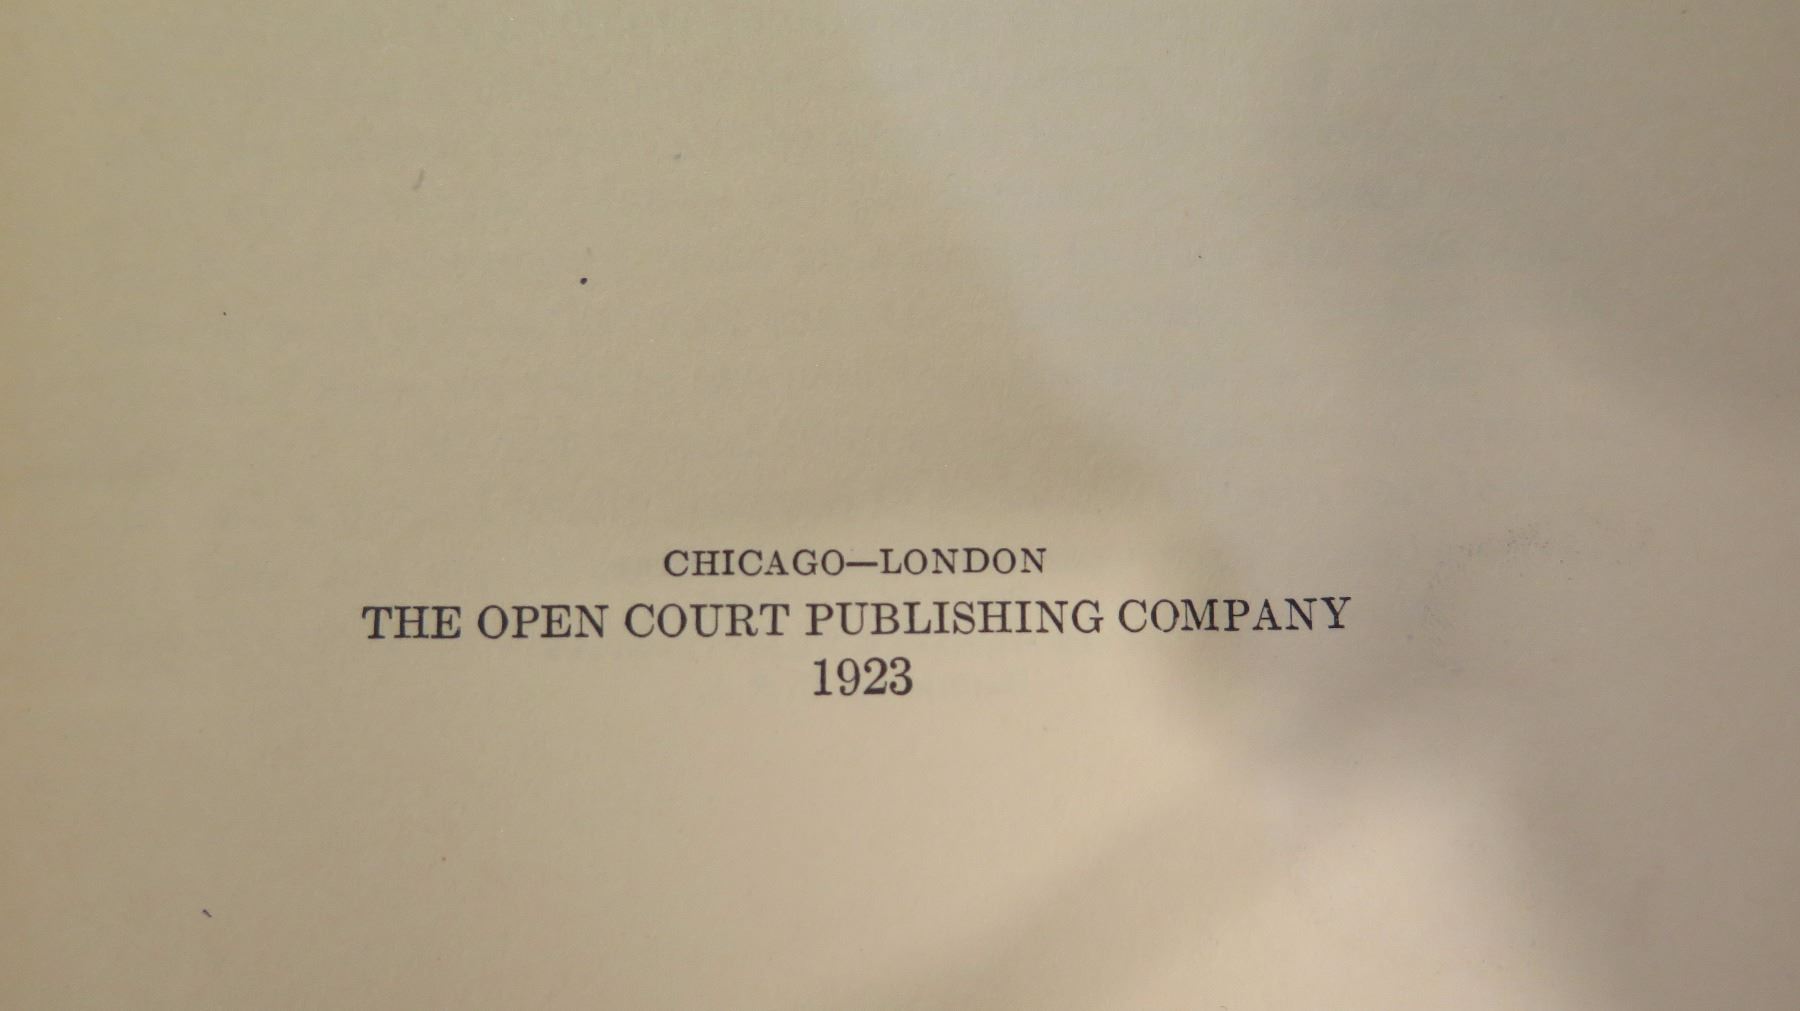 CHICAGO—LONDON
THE OPEN COURT PUBLISHING COMPANY
1923